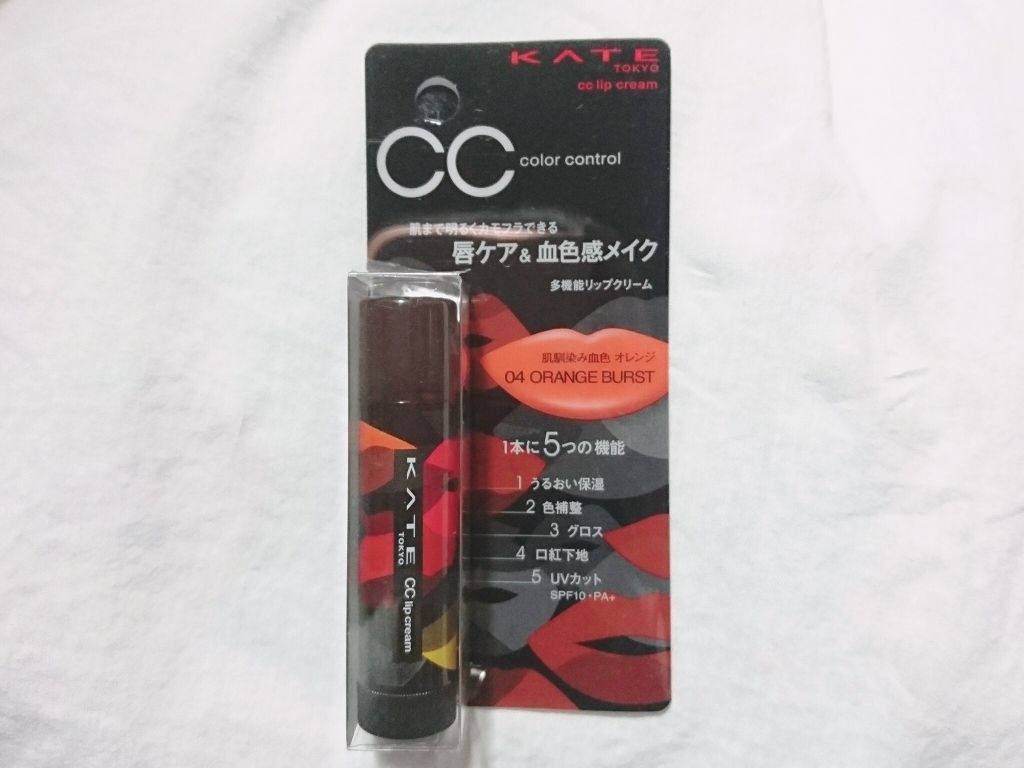 KATE
TOKYO
cc lip cream
CC color control
肌まで明るくカモフラできる
唇ケア&血色感メイク
多機能リップクリーム
肌馴染み血色 オレンジ
04 ORANGE BURST
1本に5つの機能
1 うるおい保湿
2 色補整
3 グロス
4 口紅下地
5 UVカット
SPF10・PA+
KATE
TOKYO
CC lip cream